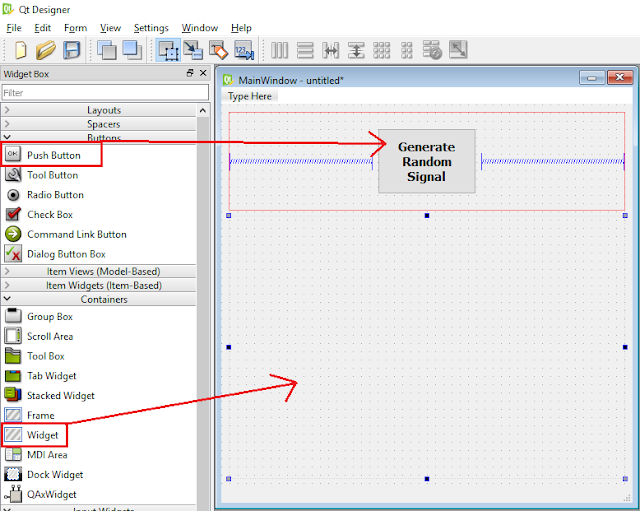 Qt Designer
File Edit Form View Settings Window Help
Widget Box
Filter
Layouts
Spacers
Buttons
OK Push Button
Tool Button
Radio Button
Check Box
Command Link Button
Dialog Button Box
Item Views (Model-Based)
Item Widgets (Item-Based)
Containers
Group Box
Scroll Area
Tool Box
Tab Widget
Stacked Widget
Frame
Widget
MDI Area
Dock Widget
QAxWidget
Input Widgets
MainWindow - untitled*
Type Here
Generate
Random
Signal